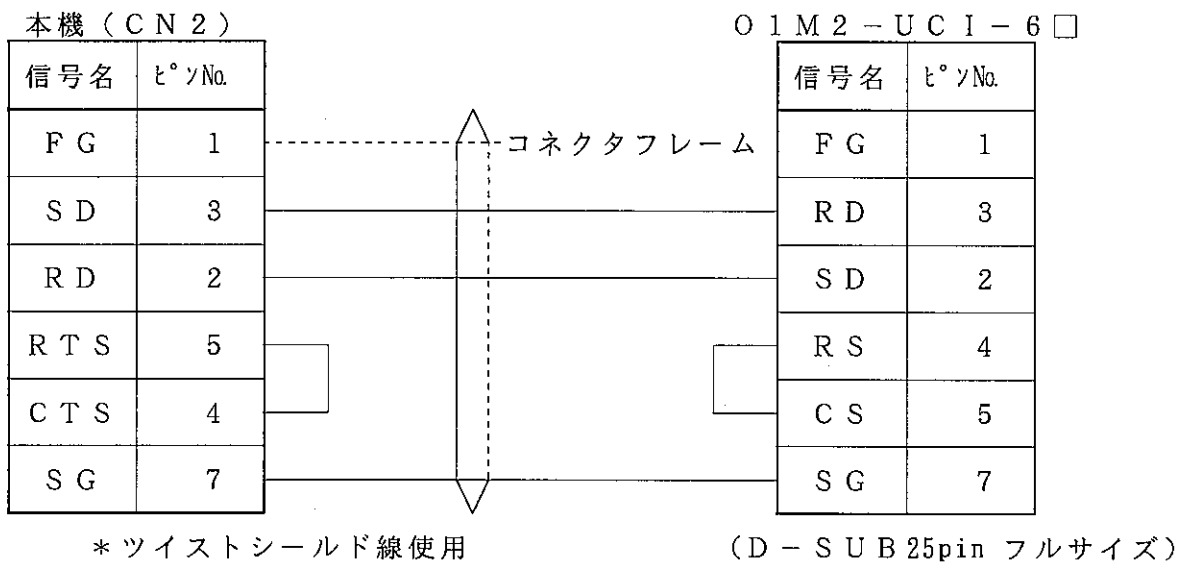 本機（CN2）
O1M2－UCI－6□
信号名 ﾋﾟﾝNo.
FG 1
SD 3
RD 2
RTS 5
CTS 4
SG 7
コネクタフレーム
信号名 ﾋﾟﾝNo.
FG 1
RD 3
SD 2
RS 4
CS 5
SG 7
＊ツイストシールド線使用
（D－SUB25pin フルサイズ）